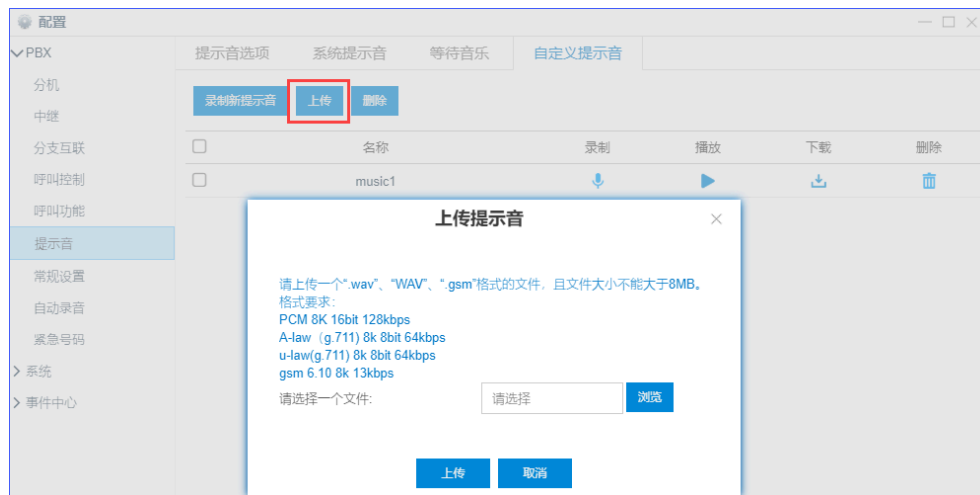 配置
PBX
分机
中继
分支互联
呼叫控制
呼叫功能
提示音
常规设置
自动录音
紧急号码
系统
事件中心
提示音选项 系统提示音 等待音乐 自定义提示音
录制新提示音 上传 删除
名称 录制 播放 下载 删除
music1
上传提示音
请上传一个“.wav”、“WAV”、“.gsm”格式的文件，且文件大小不能大于8MB。
格式要求:
PCM 8K 16bit 128kbps
A-law（g.711) 8k 8bit 64kbps
u-law(g.711) 8k 8bit 64kbps
gsm 6.10 8k 13kbps
请选择一个文件: 请选择 浏览
上传 取消